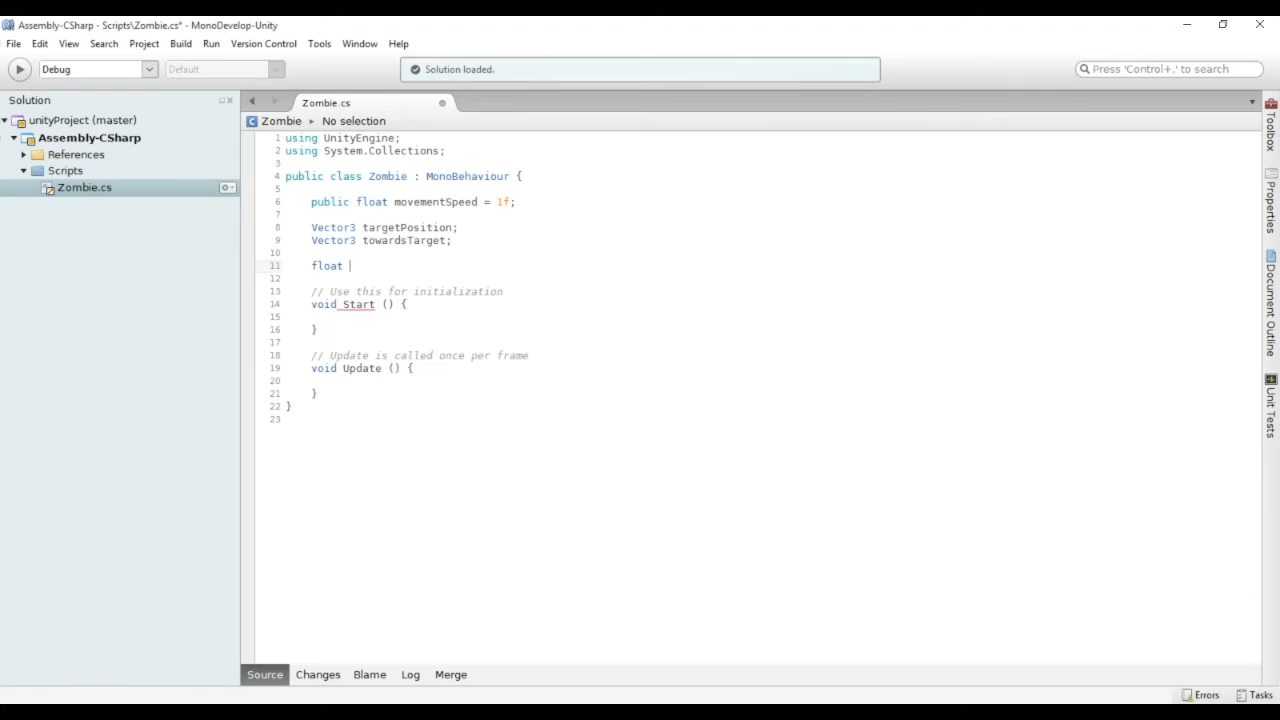 Assembly-CSharp - Scripts\Zombie.cs* - MonoDevelop-Unity
File Edit View Search Project Build Run Version Control Tools Window Help
Debug Default Solution loaded. Press 'Control+,' to search
Solution
unityProject (master)
Assembly-CSharp
References
Scripts
Zombie.cs
Zombie.cs
Zombie ▸ No selection
1 using UnityEngine;
2 using System.Collections;
3
4 public class Zombie : MonoBehaviour {
5
6 public float movementSpeed = 1f;
7
8 Vector3 targetPosition;
9 Vector3 towardsTarget;
10
11 float
12
13 // Use this for initialization
14 void Start () {
15
16 }
17
18 // Update is called once per frame
19 void Update () {
20
21 }
22 }
23
Toolbox
Properties
Document Outline
Unit Tests
Source Changes Blame Log Merge
Errors Tasks